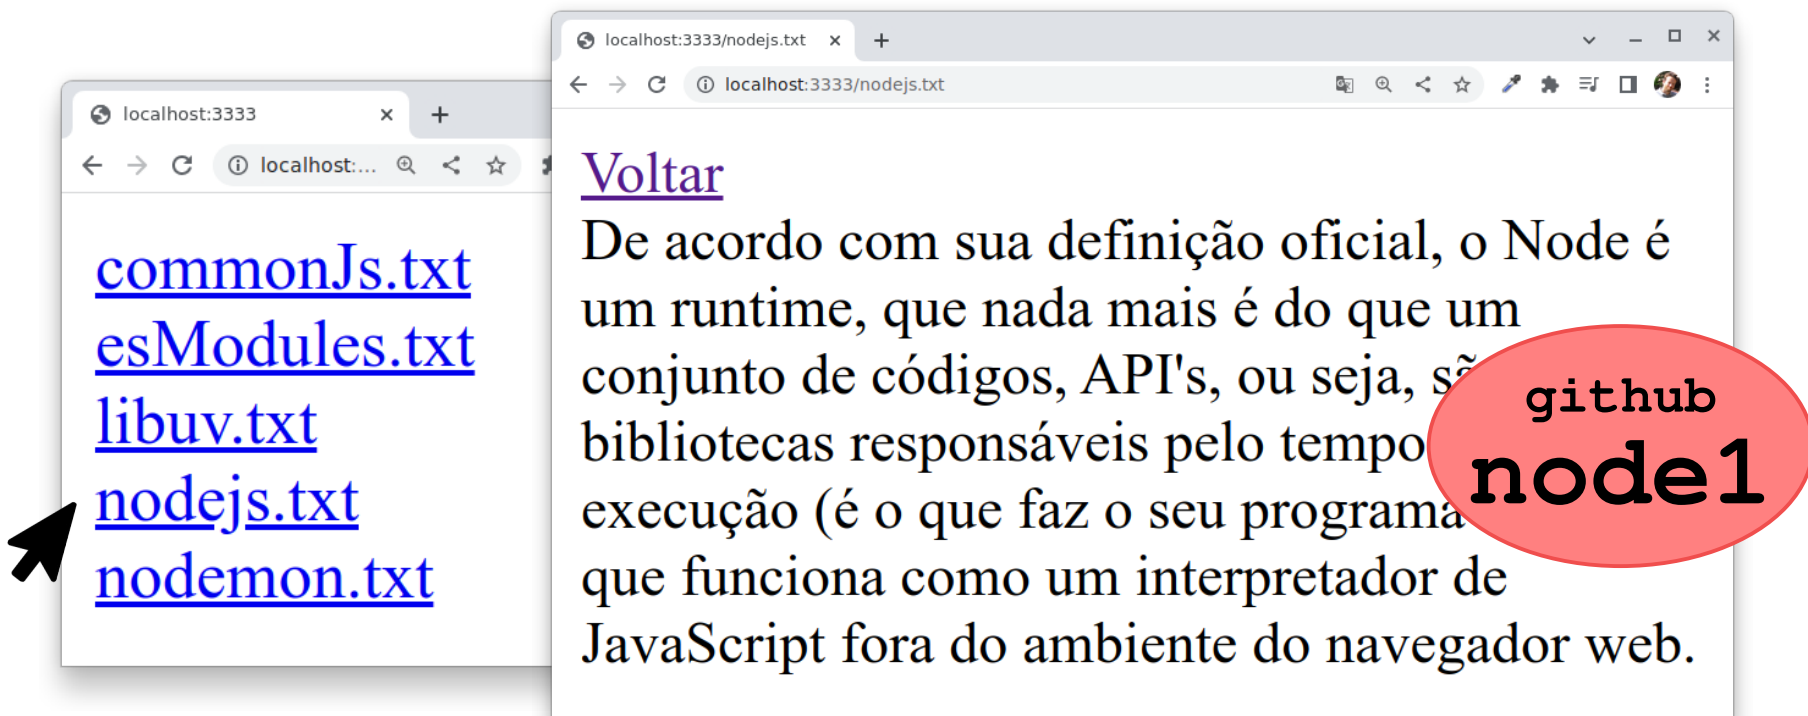 localhost:3333
localhost:...
commonJs.txt
esModules.txt
libuv.txt
nodejs.txt
nodemon.txt
localhost:3333/nodejs.txt
localhost:3333/nodejs.txt
Voltar
De acordo com sua definição oficial, o Node é
um runtime, que nada mais é do que um
conjunto de códigos, API's, ou seja,
bibliotecas responsáveis pelo tempo
execução (é o que faz o seu programa
que funciona como um interpretador de
JavaScript fora do ambiente do navegador web.
github
node1